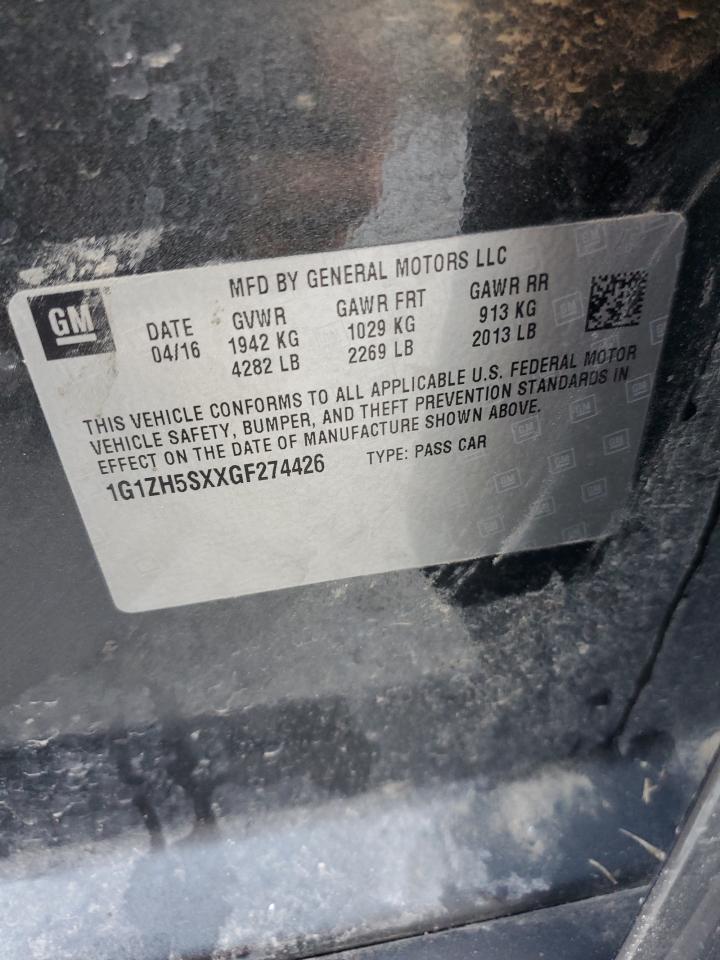 MFD BY GENERAL MOTORS LLC
GM
DATE GVWR GAWR FRT GAWR RR
04/16 1942 KG 1029 KG 913 KG
4282 LB 2269 LB 2013 LB
THIS VEHICLE CONFORMS TO ALL APPLICABLE U.S. FEDERAL MOTOR
VEHICLE SAFETY, BUMPER, AND THEFT PREVENTION STANDARDS IN
EFFECT ON THE DATE OF MANUFACTURE SHOWN ABOVE.
1G1ZH5SXXGF274426 TYPE: PASS CAR